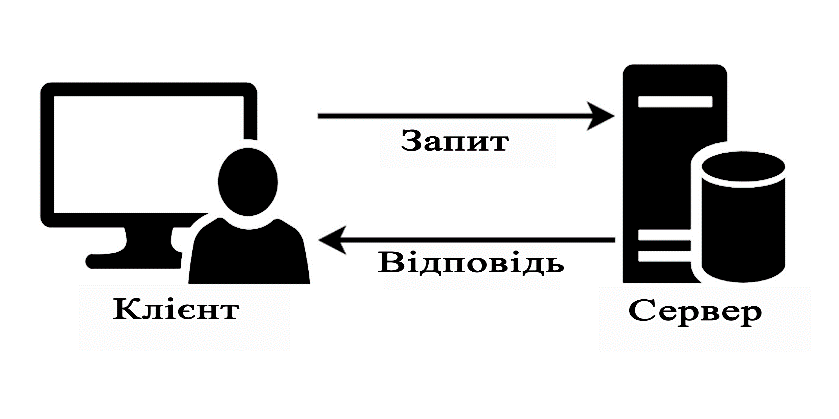 Запит
Відповідь
Клієнт
Сервер